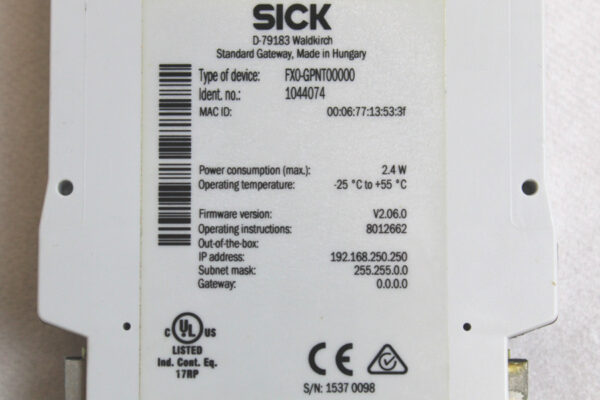 SICK
D-79183 Waldkirch
Standard Gateway, Made in Hungary
Type of device: FX0-GPNT00000
Ident. no.: 1044074
MAC ID: 00:06:77:13:53:3f
Power consumption (max.): 2.4 W
Operating temperature: -25 °C to +55 °C
Firmware version: V2.06.0
Operating instructions: 8012662
Out-of-the-box:
IP address: 192.168.250.250
Subnet mask: 255.255.0.0
Gateway: 0.0.0.0
C UL US
LISTED
Ind. Cont. Eq.
17RP
CE
S/N: 1537 0098